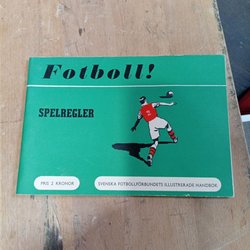 Fotboll!
SPELREGLER
PRIS 2 KRONOR
SVENSKA FOTBOLLFÖRBUNDETS ILLUSTRERADE HANDBOK